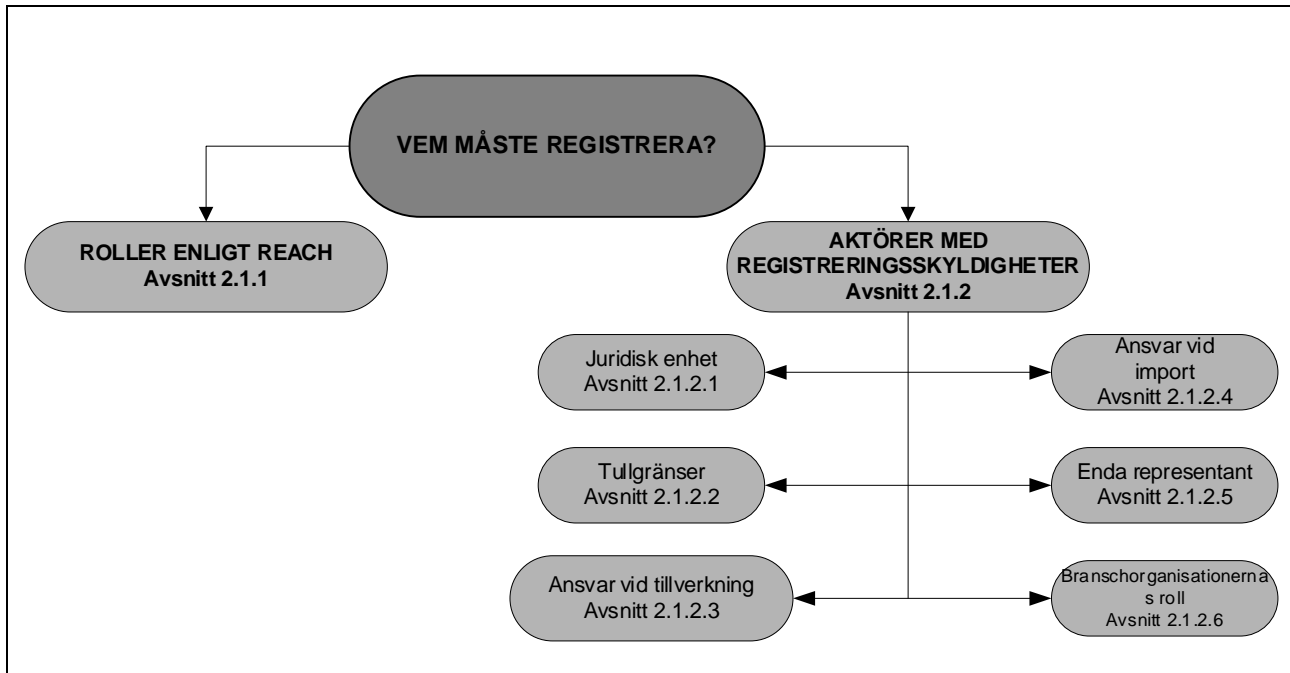 VEM MÅSTE REGISTRERA?
ROLLER ENLIGT REACH
Avsnitt 2.1.1
AKTÖRER MED
REGISTRERINGSSKYLDIGHETER
Avsnitt 2.1.2
Juridisk enhet
Avsnitt 2.1.2.1
Ansvar vid
import
Avsnitt 2.1.2.4
Tullgränser
Avsnitt 2.1.2.2
Enda representant
Avsnitt 2.1.2.5
Ansvar vid tillverkning
Avsnitt 2.1.2.3
Branschorganisationerna
s roll
Avsnitt 2.1.2.6